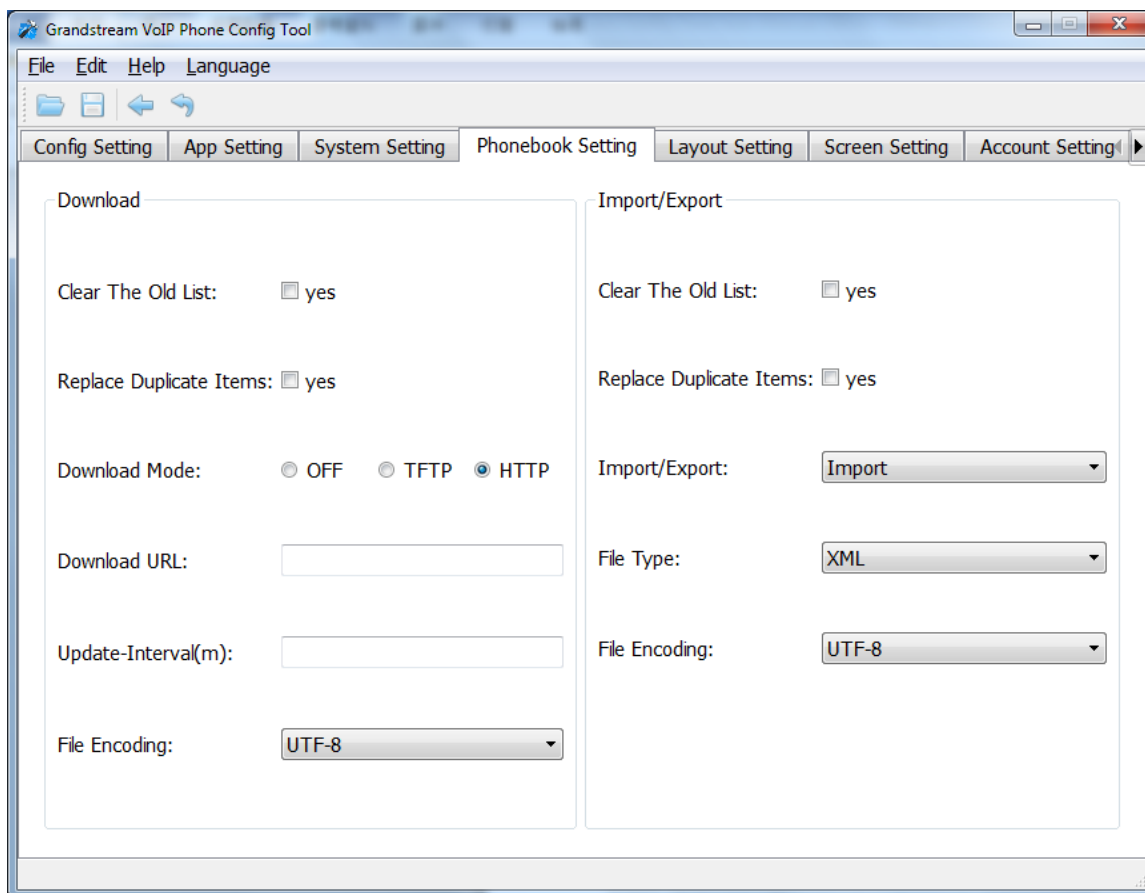 Grandstream VoIP Phone Config Tool
File Edit Help Language
Config Setting App Setting System Setting Phonebook Setting Layout Setting Screen Setting Account Setting
Download
Clear The Old List: yes
Replace Duplicate Items: yes
Download Mode: OFF TFTP HTTP
Download URL:
Update-Interval(m):
File Encoding: UTF-8
Import/Export
Clear The Old List: yes
Replace Duplicate Items: yes
Import/Export: Import
File Type: XML
File Encoding: UTF-8